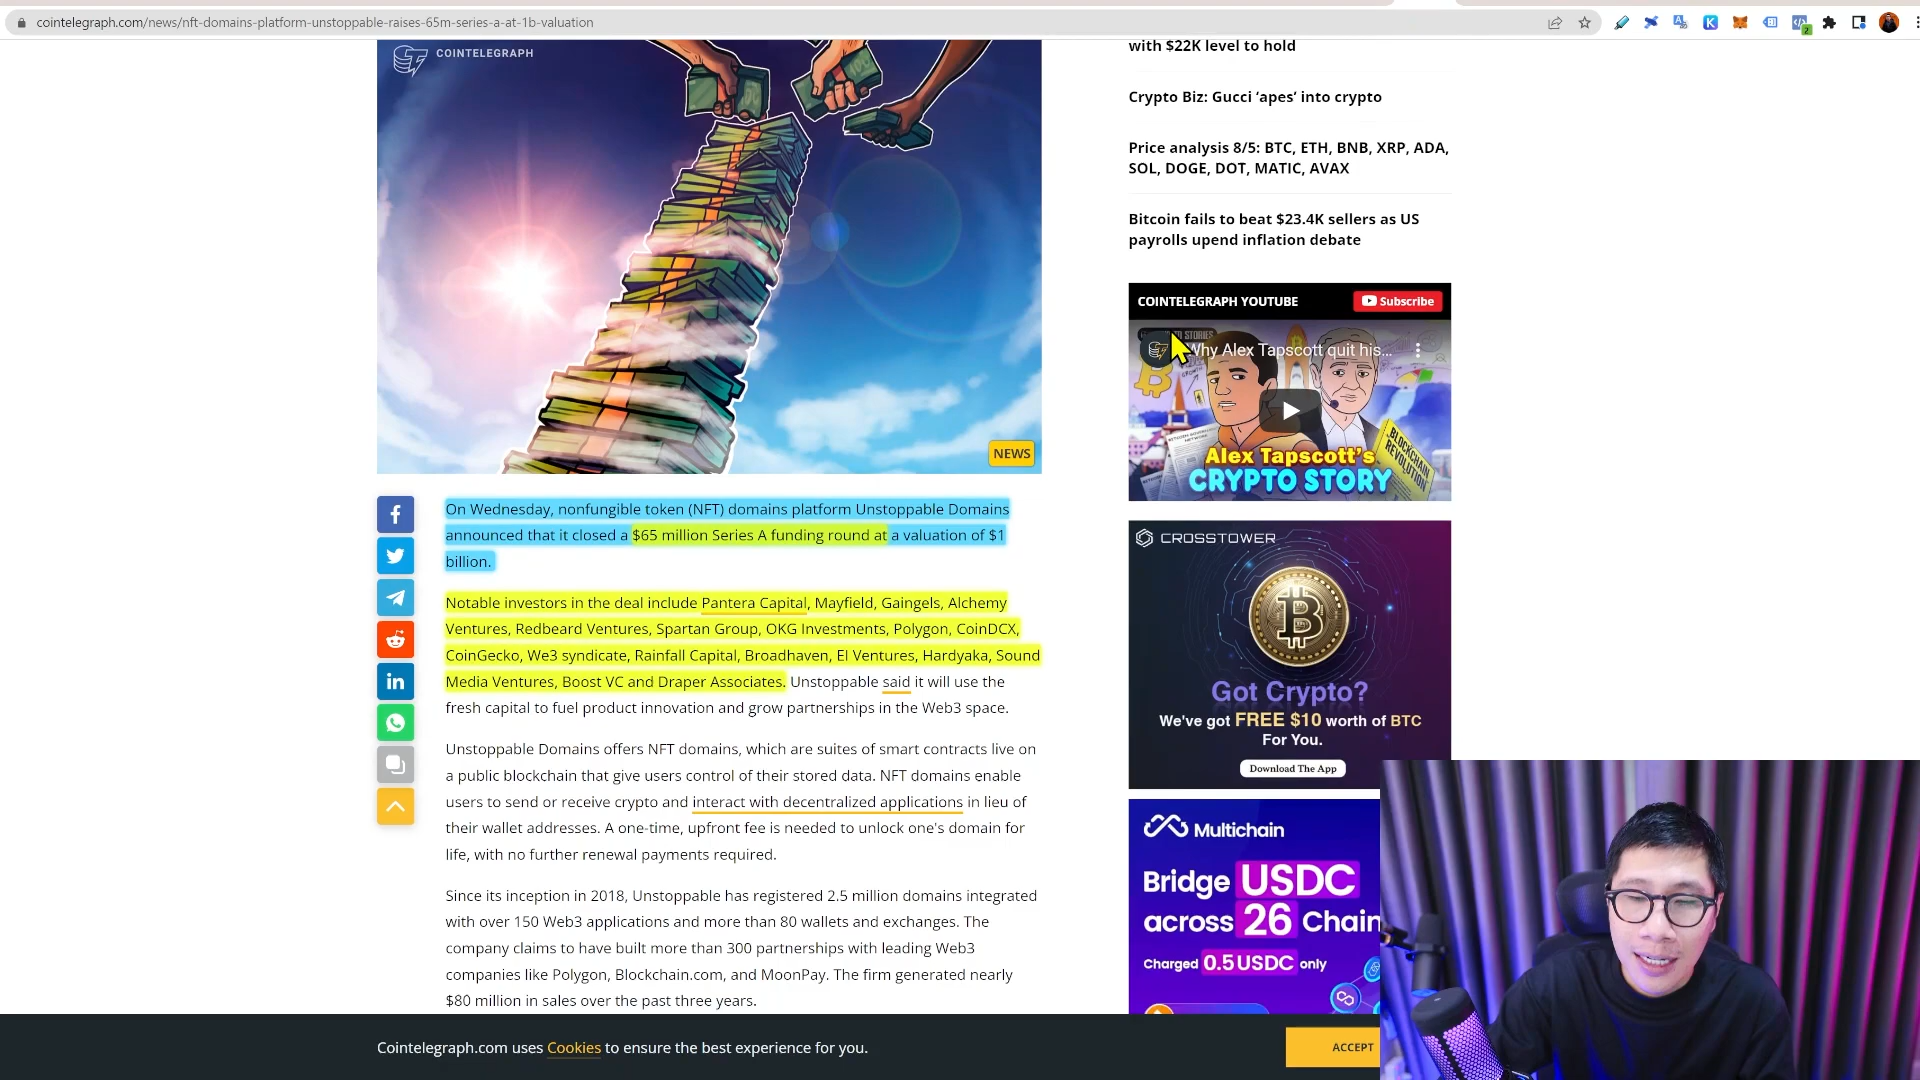 cointelegraph.com/news/nft-domains-platform-unstoppable-raises-65m-series-a-at-1b-valuation
COINTELEGRAPH
NEWS
On Wednesday, nonfungible token (NFT) domains platform Unstoppable Domains
announced that it closed a $65 million Series A funding round at a valuation of $1
billion.
Notable investors in the deal include Pantera Capital, Mayfield, Gaingels, Alchemy
Ventures, Redbeard Ventures, Spartan Group, OKG Investments, Polygon, CoinDCX,
CoinGecko, We3 syndicate, Rainfall Capital, Broadhaven, EI Ventures, Hardyaka, Sound
Media Ventures, Boost VC and Draper Associates. Unstoppable said it will use the
fresh capital to fuel product innovation and grow partnerships in the Web3 space.
Unstoppable Domains offers NFT domains, which are suites of smart contracts live on
a public blockchain that give users control of their stored data. NFT domains enable
users to send or receive crypto and interact with decentralized applications in lieu of
their wallet addresses. A one-time, upfront fee is needed to unlock one's domain for
life, with no further renewal payments required.
Since its inception in 2018, Unstoppable has registered 2.5 million domains integrated
with over 150 Web3 applications and more than 80 wallets and exchanges. The
company claims to have built more than 300 partnerships with leading Web3
companies like Polygon, Blockchain.com, and MoonPay. The firm generated nearly
$80 million in sales over the past three years.
with $22K level to hold
Crypto Biz: Gucci ‘apes‘ into crypto
Price analysis 8/5: BTC, ETH, BNB, XRP, ADA,
SOL, DOGE, DOT, MATIC, AVAX
Bitcoin fails to beat $23.4K sellers as US
payrolls upend inflation debate
COINTELEGRAPH YOUTUBE
Subscribe
Why Alex Tapscott quit his...
BLOCKCHAIN
REVOLUTION
Alex Tapscott's
CRYPTO STORY
CROSSTOWER
Got Crypto?
We've got FREE $10 worth of BTC
For You.
Download The App
Multichain
Bridge USDC
across 26 Chain
Charged 0.5 USDC only
Cointelegraph.com uses Cookies to ensure the best experience for you.
ACCEPT